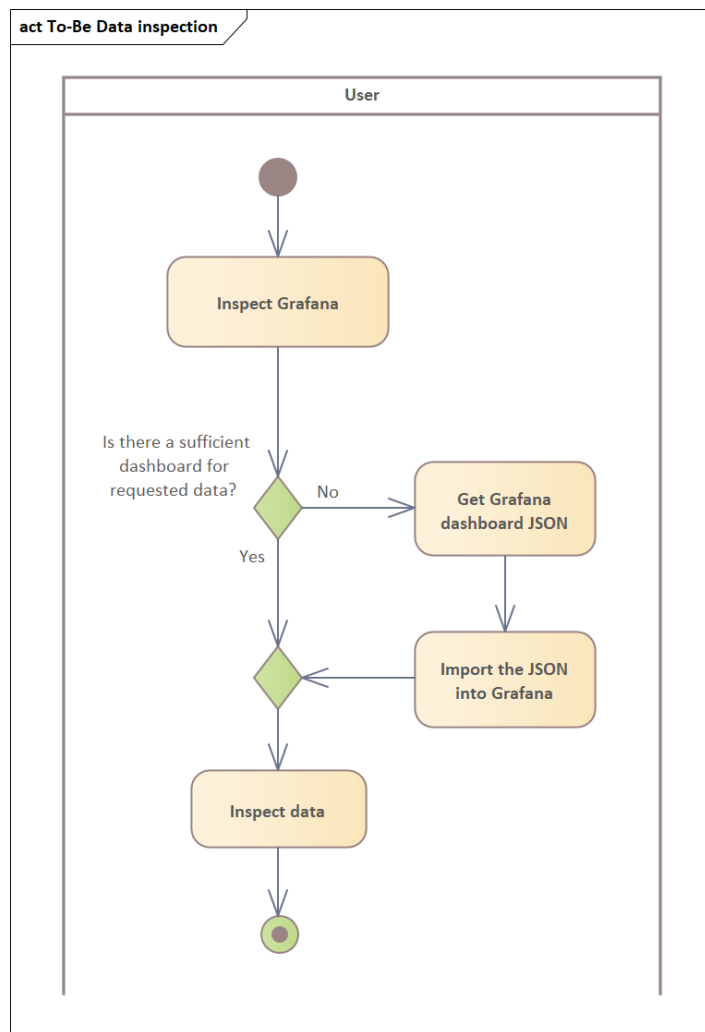 act To-Be Data inspection
User
Inspect Grafana
Is there a sufficient
dashboard for
requested data?
No
Get Grafana
dashboard JSON
Yes
Import the JSON
into Grafana
Inspect data